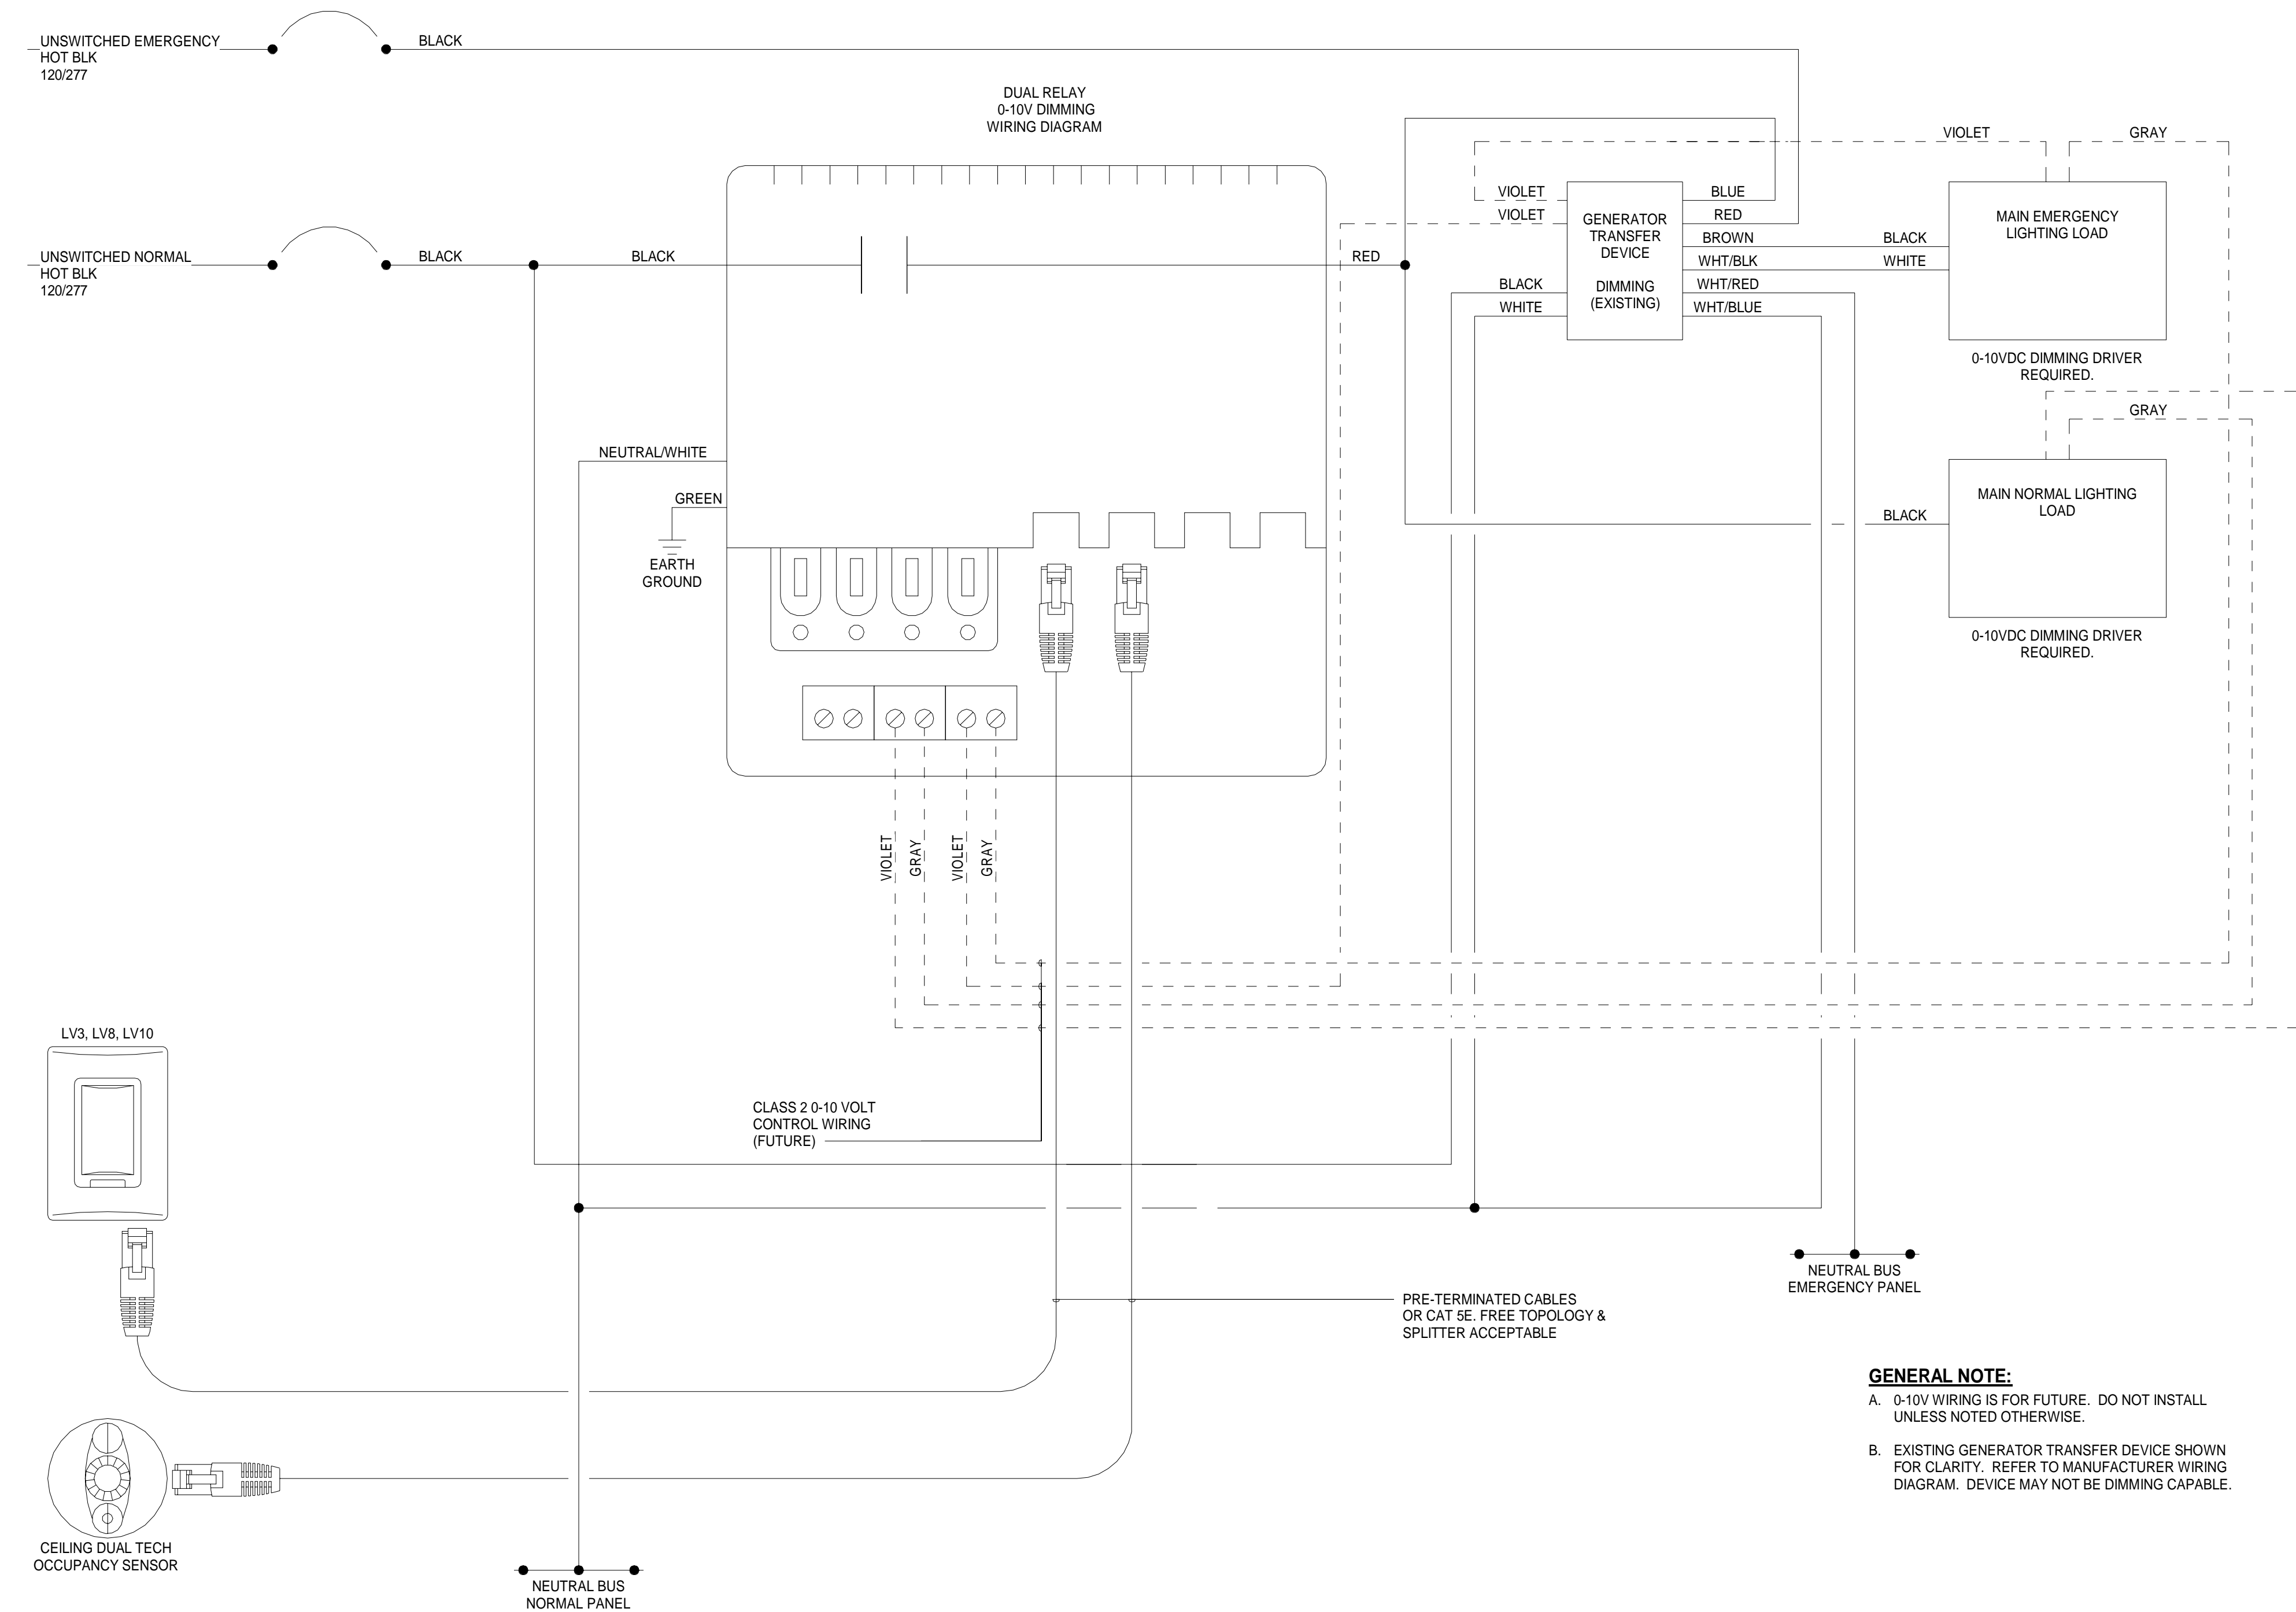 UNSWITCHED EMERGENCY
HOT BLK
120/277
BLACK
DUAL RELAY
0-10V DIMMING
WIRING DIAGRAM
VIOLET
GRAY
UNSWITCHED NORMAL
HOT BLK
120/277
BLACK
BLACK
RED
VIOLET
VIOLET
BLACK
WHITE
GENERATOR
TRANSFER
DEVICE
DIMMING
(EXISTING)
BLUE
RED
BROWN
WHT/BLK
WHT/RED
WHT/BLUE
BLACK
WHITE
MAIN EMERGENCY
LIGHTING LOAD
0-10VDC DIMMING DRIVER
REQUIRED.
GRAY
NEUTRAL/WHITE
GREEN
EARTH
GROUND
BLACK
MAIN NORMAL LIGHTING
LOAD
0-10VDC DIMMING DRIVER
REQUIRED.
VIOLET
GRAY
VIOLET
GRAY
LV3, LV8, LV10
CLASS 2 0-10 VOLT
CONTROL WIRING
(FUTURE)
NEUTRAL BUS
EMERGENCY PANEL
PRE-TERMINATED CABLES
OR CAT 5E. FREE TOPOLOGY &
SPLITTER ACCEPTABLE
GENERAL NOTE:
A. 0-10V WIRING IS FOR FUTURE. DO NOT INSTALL
UNLESS NOTED OTHERWISE.
B. EXISTING GENERATOR TRANSFER DEVICE SHOWN
FOR CLARITY. REFER TO MANUFACTURER WIRING
DIAGRAM. DEVICE MAY NOT BE DIMMING CAPABLE.
CEILING DUAL TECH
OCCUPANCY SENSOR
NEUTRAL BUS
NORMAL PANEL